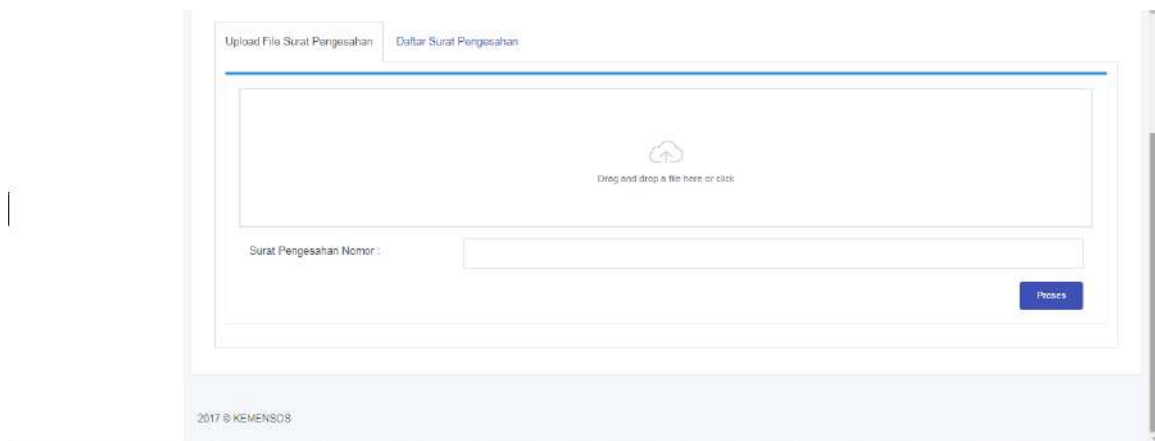 Upload File Surat Pengesahan Daftar Surat Pengesahan
Drag and drop a file here or click
Surat Pengesahan Nomor :
Proses
2017 © KEMENSOS